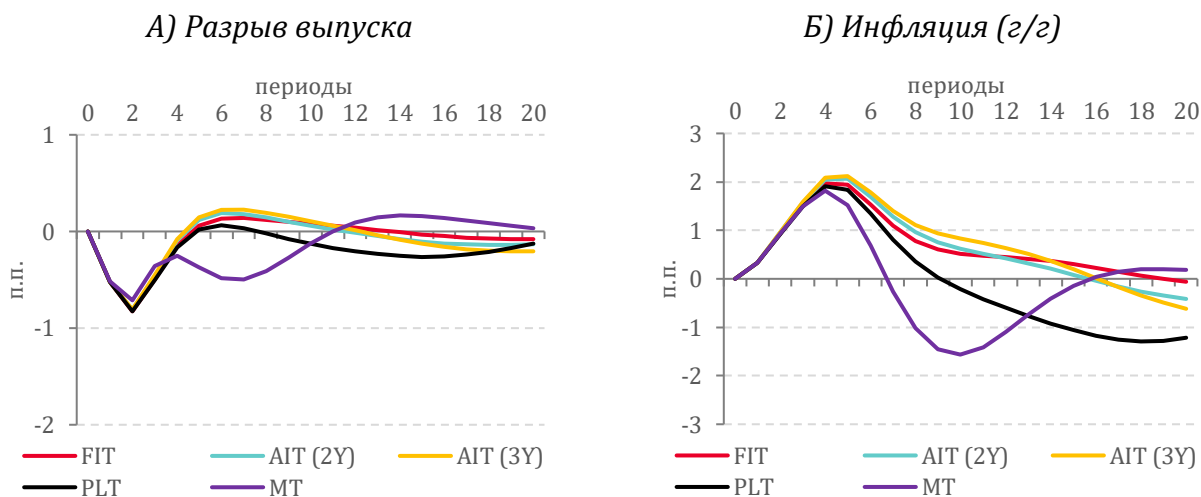 А) Разрыв выпуска
периоды
0 2 4 6 8 10 12 14 16 18 20
1
0
-1
-2
п.п.
FIT AIT (2Y) AIT (3Y)
PLT MT
Б) Инфляция (г/г)
периоды
0 2 4 6 8 10 12 14 16 18 20
3
2
1
0
-1
-2
-3
п.п.
FIT AIT (2Y) AIT (3Y)
PLT MT